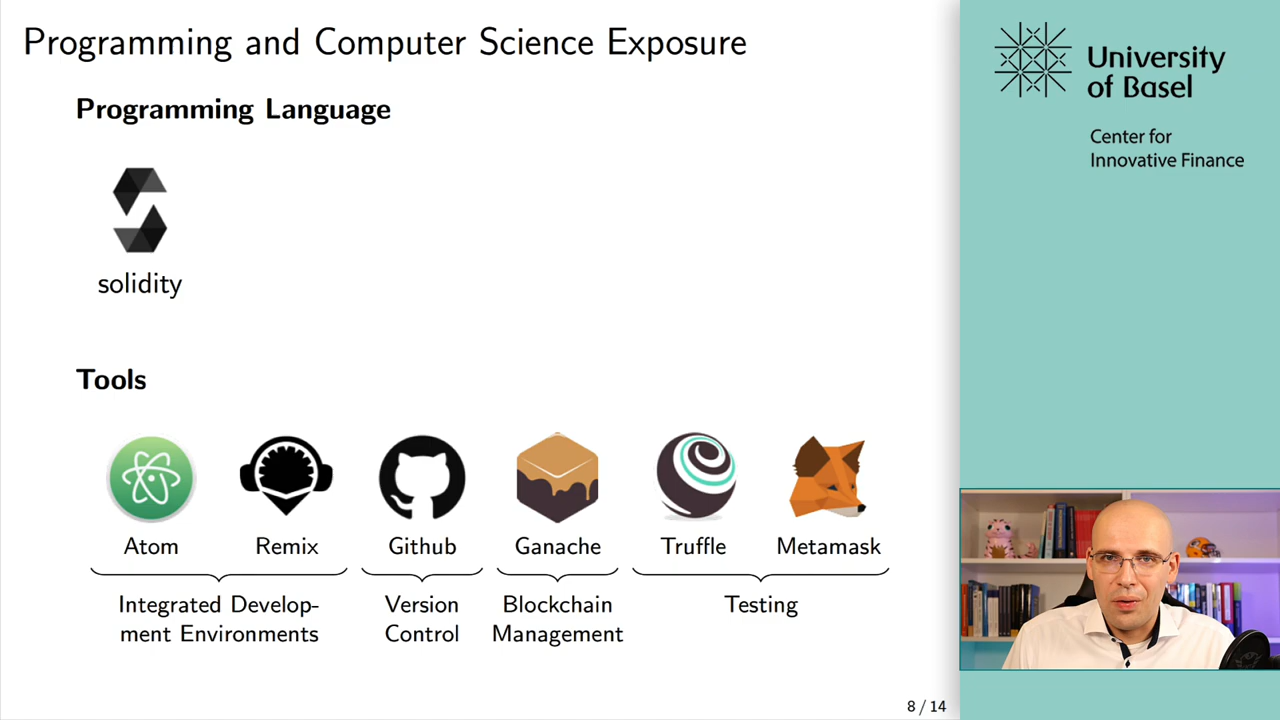 Programming and Computer Science Exposure
Programming Language
solidity
Tools
Atom
Remix
Github
Ganache
Truffle
Metamask
Integrated Develop-
ment Environments
Version
Control
Blockchain
Management
Testing
8 / 14
University
of Basel
Center for
Innovative Finance